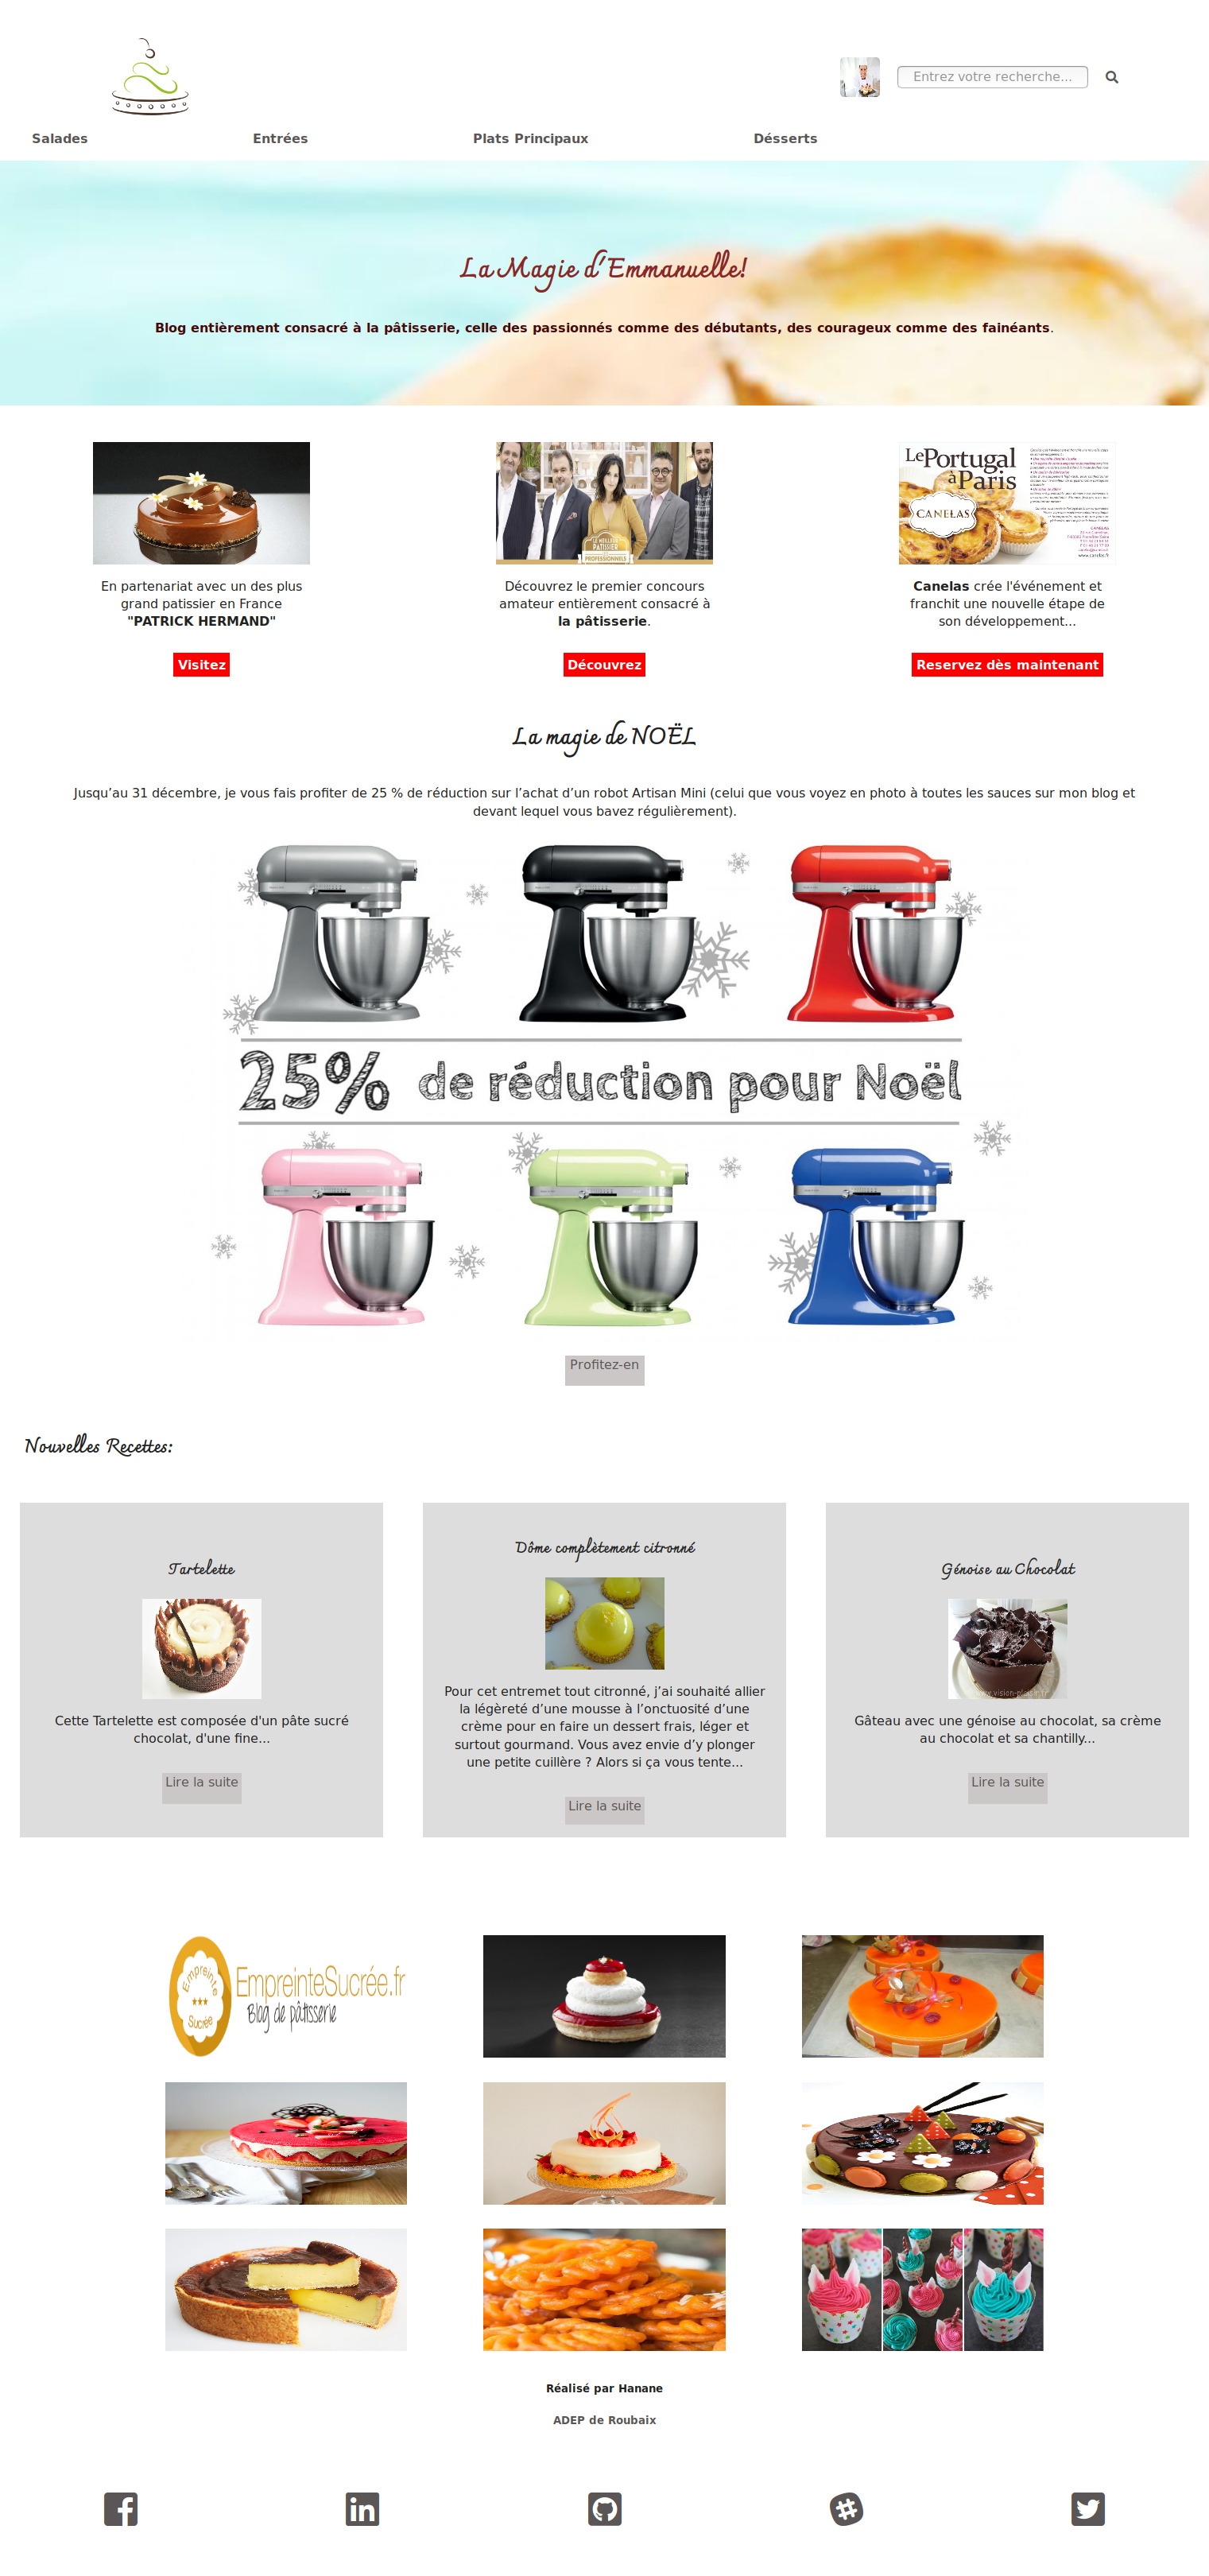 Entrez votre recherche...
Salades
Entrées
Plats Principaux
Désserts
La Magie d'Emmanuelle!
Blog entièrement consacré à la pâtisserie, celle des passionnés comme des débutants, des courageux comme des fainéants.
LE MEILLEUR
PATISSIER
PROFESSIONNELS
Le Portugal
à Paris
CANELAS
CANELAS
www.canelas.fr
En partenariat avec un des plus
grand patissier en France
"PATRICK HERMAND"
Découvrez le premier concours
amateur entièrement consacré à
la pâtisserie.
Canelas crée l'événement et
franchit une nouvelle étape de
son développement...
Visitez
Découvrez
Reservez dès maintenant
La magie de NOËL
Jusqu’au 31 décembre, je vous fais profiter de 25 % de réduction sur l’achat d’un robot Artisan Mini (celui que vous voyez en photo à toutes les sauces sur mon blog et
devant lequel vous bavez régulièrement).
25% de réduction pour Noël
Profitez-en
Nouvelles Recettes:
Tartelette
Cette Tartelette est composée d'un pâte sucré
chocolat, d'une fine...
Lire la suite
Dôme complètement citronné
Pour cet entremet tout citronné, j’ai souhaité allier
la légèreté d’une mousse à l’onctuosité d’une
crème pour en faire un dessert frais, léger et
surtout gourmand. Vous avez envie d’y plonger
une petite cuillère ? Alors si ça vous tente...
Lire la suite
Génoise au Chocolat
www.vision-plaisir.fr
Gâteau avec une génoise au chocolat, sa crème
au chocolat et sa chantilly...
Lire la suite
Empreinte
Sucrée
EmpreinteSucrée.fr
Blog de pâtisserie
Réalisé par Hanane
ADEP de Roubaix